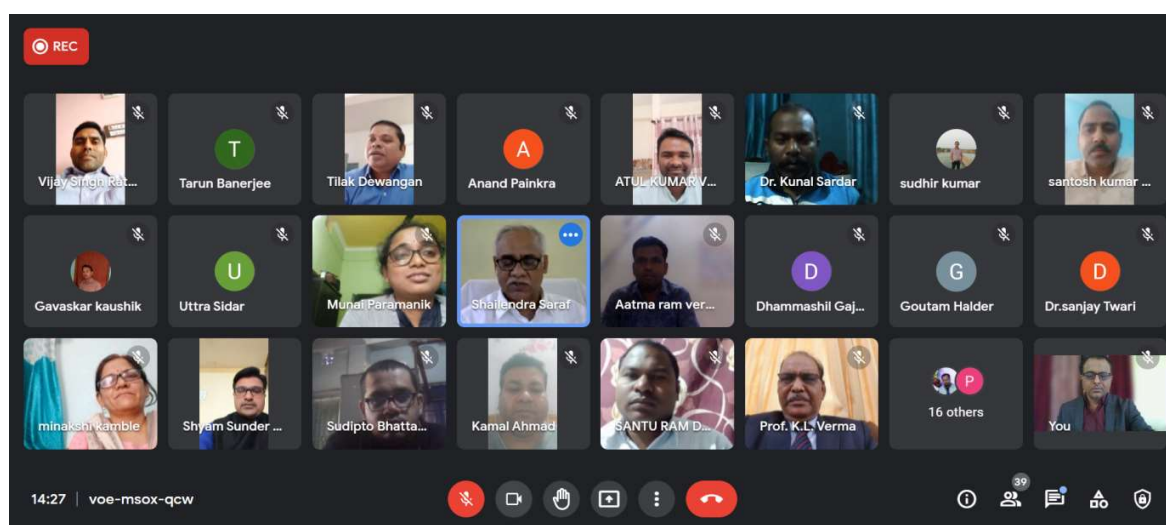 REC
Vijay Singh Rat...
T
Tarun Banerjee
Tilak Dewangan
A
Anand Painkra
ATUL KUMAR V...
Dr. Kunal Sardar
sudhir kumar
santosh kumar ...
Gavaskar kaushik
U
Uttra Sidar
Munai Paramanik
Shailendra Saraf
Aatma ram ver...
D
Dhammashil Gaj...
G
Goutam Halder
D
Dr.sanjay Twari
minakshi kamble
Shyam Sunder ...
Sudipto Bhatta...
Kamal Ahmad
SANTU RAM D...
Prof. K.L. Verma
P
16 others
You
14:27 | voe-msox-qcw
39